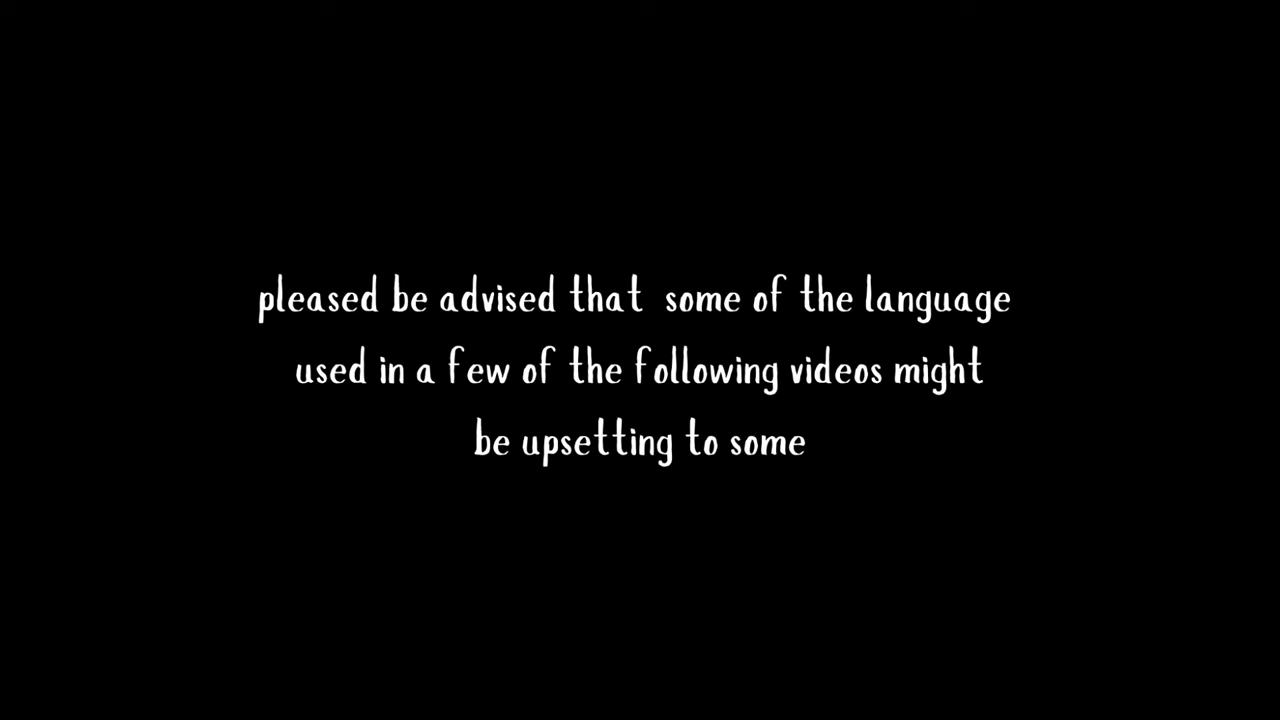 pleased be advised that some of the language
used in a few of the following videos might
be upsetting to some